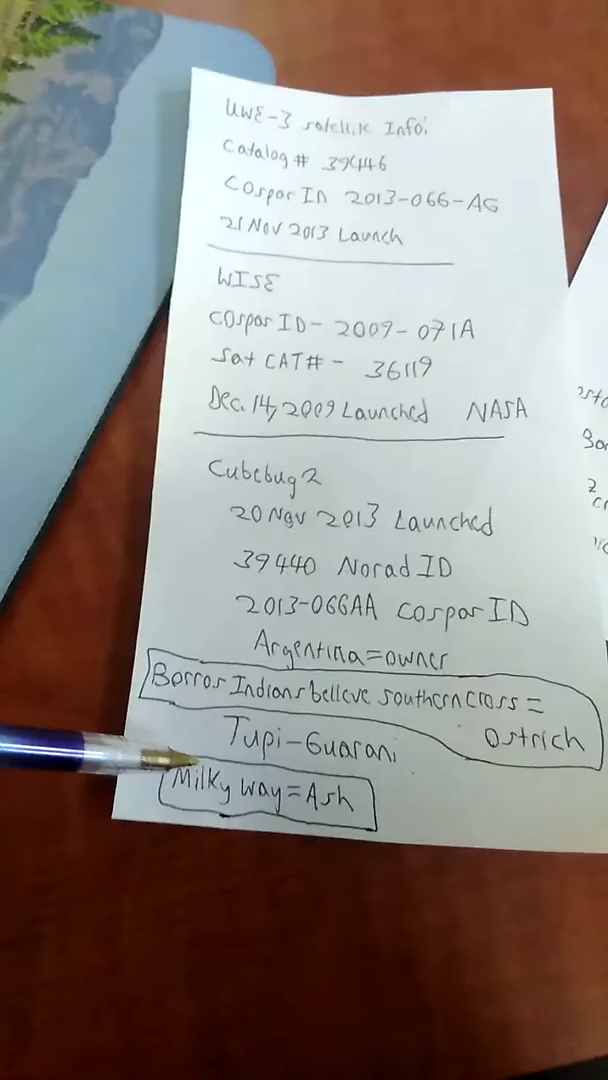 UWE-3 Satellite Info:
Catalog # 39446
COspar ID 2013-066-AG
21 Nov 2013 Launch
WISE
COspar ID - 2009-071A
Sat CAT# - 36119
Dec. 14, 2009 Launched NASA
Cubebug 2
20 Nov 2013 Launched
39440 Norad ID
2013-066AA COspar ID
Argentina = owner
Borros Indians believe southern cross =
Ostrich
Tupi-Guarani
Milky Way = Ash